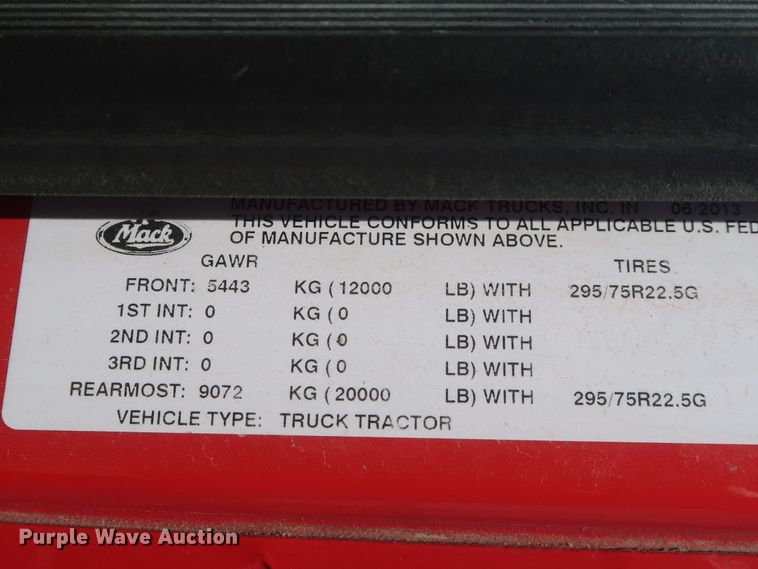 MANUFACTURED BY MACK TRUCKS, INC. IN 06/2013
THIS VEHICLE CONFORMS TO ALL APPLICABLE U.S. FED
OF MANUFACTURE SHOWN ABOVE.
Mack
GAWR TIRES
FRONT: 5443 KG ( 12000 LB) WITH 295/75R22.5G
1ST INT: 0 KG ( 0 LB) WITH
2ND INT: 0 KG ( 0 LB) WITH
3RD INT: 0 KG ( 0 LB) WITH
REARMOST: 9072 KG ( 20000 LB) WITH 295/75R22.5G
VEHICLE TYPE: TRUCK TRACTOR
Purple Wave Auction